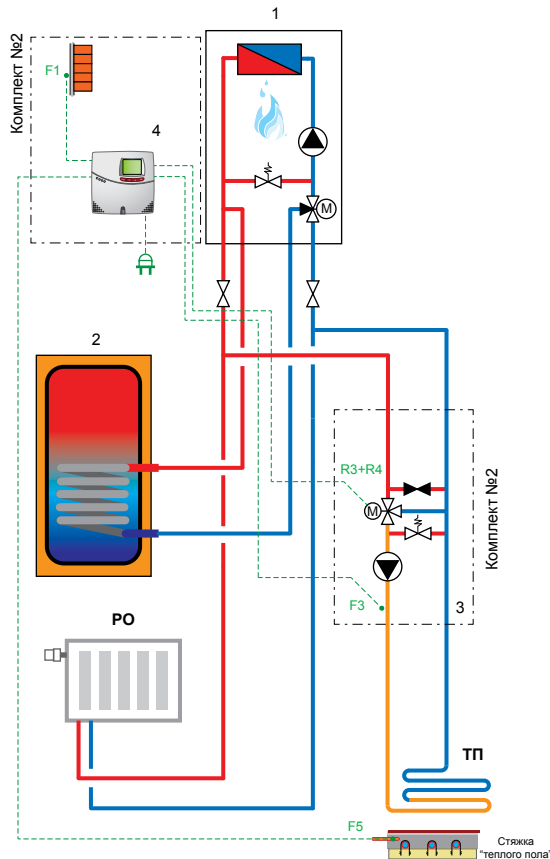 1
Комплект №2
F1
4
M
2
R3+R4
M
Комплект №2
F3
3
РО
ТП
F5
Стяжка
"теплого пола"